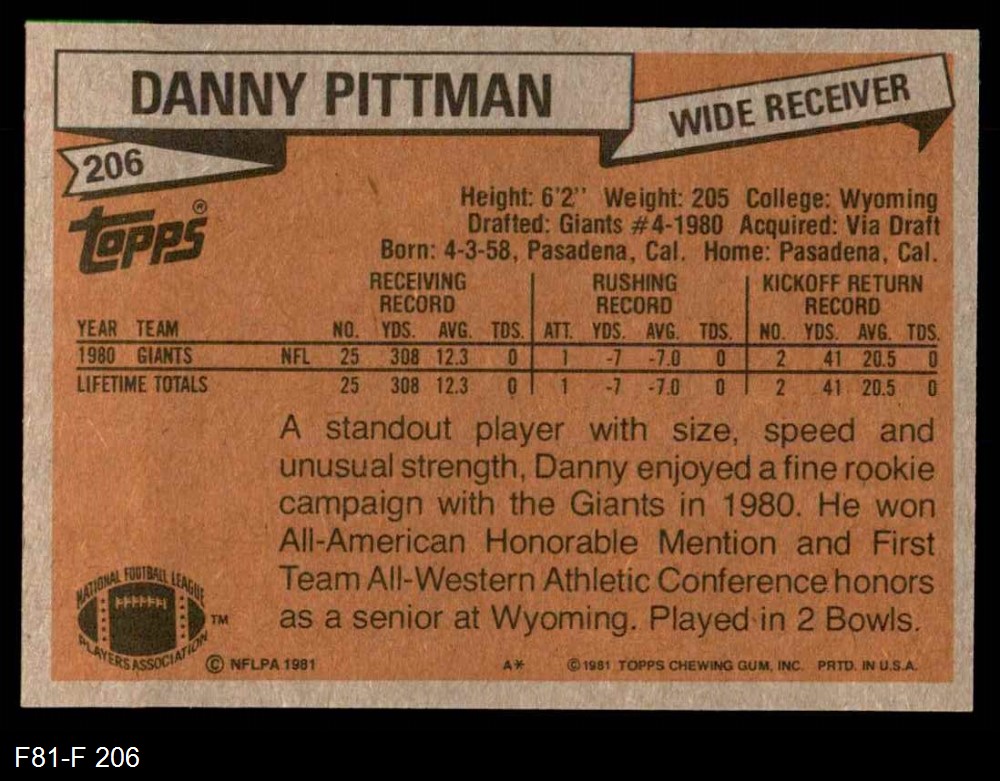 DANNY PITTMAN
WIDE RECEIVER
206
Topps®
Height: 6'2'' Weight: 205 College: Wyoming
Drafted: Giants #4-1980 Acquired: Via Draft
Born: 4-3-58, Pasadena, Cal. Home: Pasadena, Cal.
RECEIVING RECORD RUSHING RECORD KICKOFF RETURN RECORD
YEAR TEAM NO. YDS. AVG. TDS. ATT. YDS. AVG. TDS. NO. YDS. AVG. TDS.
1980 GIANTS NFL 25 308 12.3 0 1 -7 -7.0 0 2 41 20.5 0
LIFETIME TOTALS 25 308 12.3 0 1 -7 -7.0 0 2 41 20.5 0
A standout player with size, speed and
unusual strength, Danny enjoyed a fine rookie
campaign with the Giants in 1980. He won
All-American Honorable Mention and First
Team All-Western Athletic Conference honors
as a senior at Wyoming. Played in 2 Bowls.
NATIONAL FOOTBALL LEAGUE
PLAYERS ASSOCIATION
TM
© NFLPA 1981 A* © 1981 TOPPS CHEWING GUM, INC. PRTD. IN U.S.A.
F81-F 206